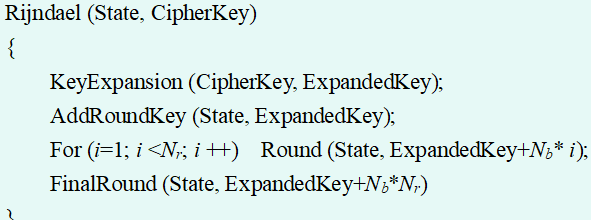 Rijndael (State, CipherKey)
{
KeyExpansion (CipherKey, ExpandedKey);
AddRoundKey (State, ExpandedKey);
For (i=1; i <Nr; i ++) Round (State, ExpandedKey+Nb* i);
FinalRound (State, ExpandedKey+Nb*Nr)
}